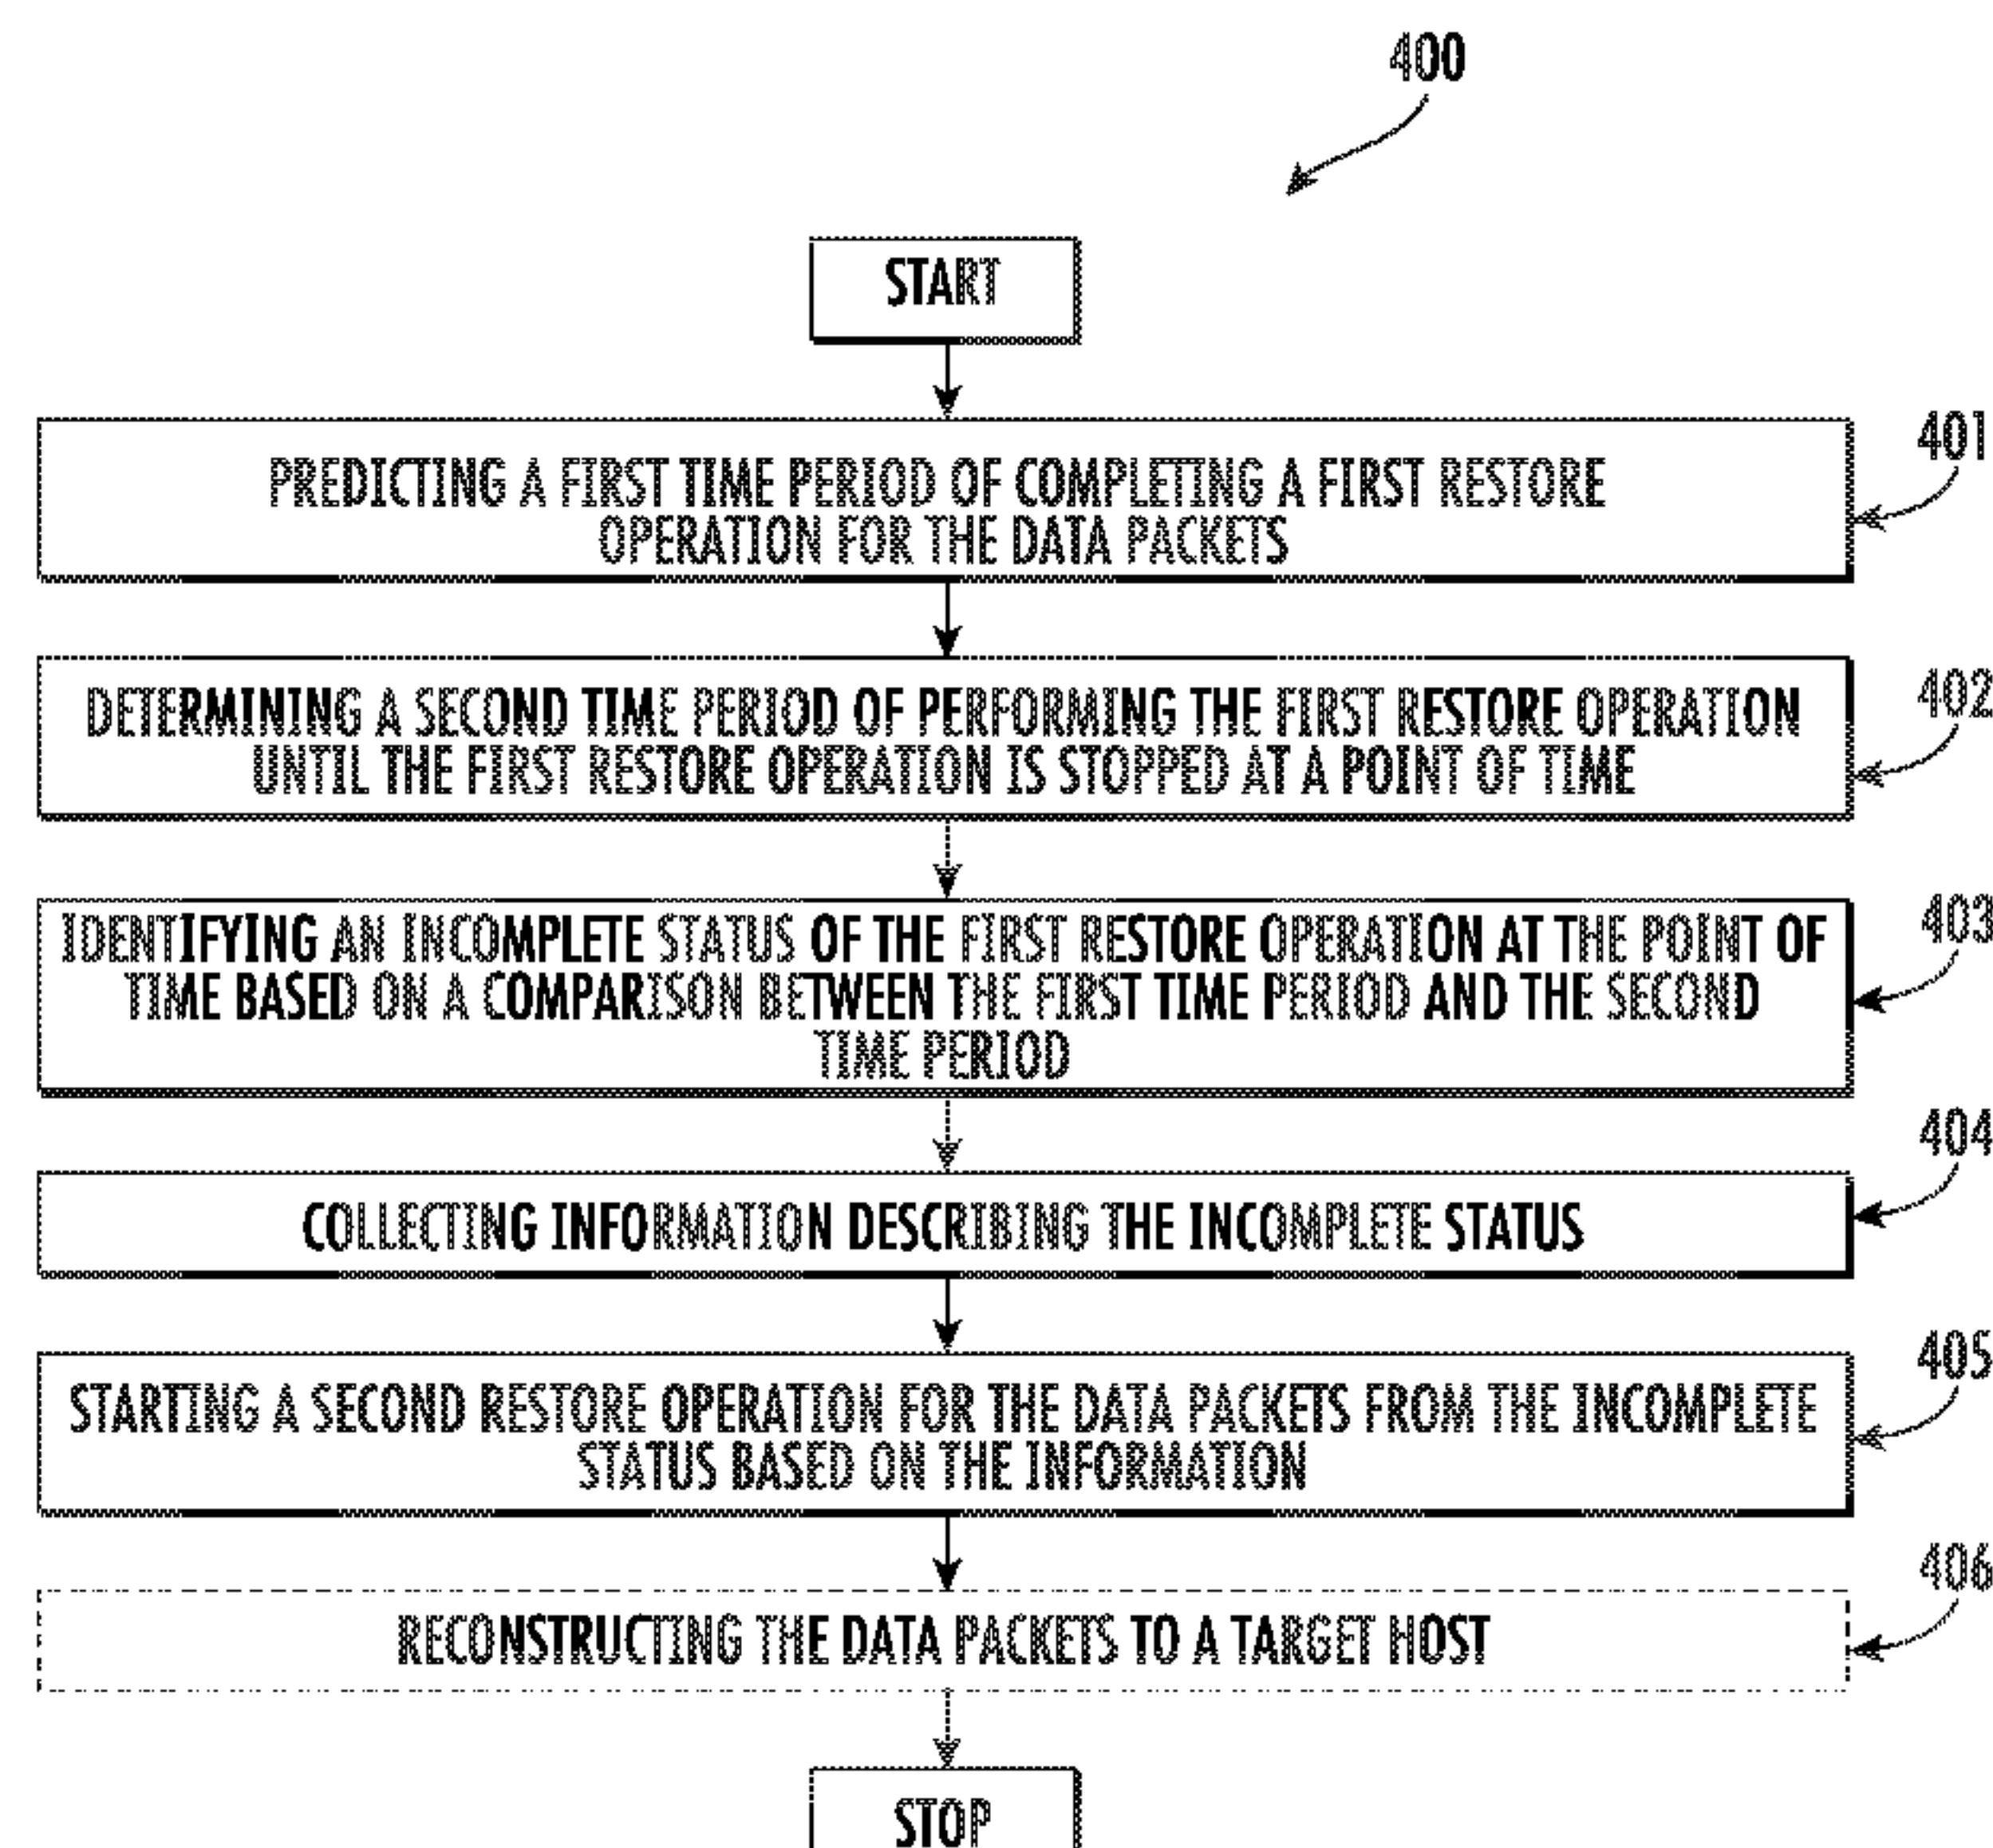 400
START
401
PREDICTING A FIRST TIME PERIOD OF COMPLETING A FIRST RESTORE
OPERATION FOR THE DATA PACKETS
402
DETERMINING A SECOND TIME PERIOD OF PERFORMING THE FIRST RESTORE OPERATION
UNTIL THE FIRST RESTORE OPERATION IS STOPPED AT A POINT OF TIME
403
IDENTIFYING AN INCOMPLETE STATUS OF THE FIRST RESTORE OPERATION AT THE POINT OF
TIME BASED ON A COMPARISON BETWEEN THE FIRST TIME PERIOD AND THE SECOND
TIME PERIOD
404
COLLECTING INFORMATION DESCRIBING THE INCOMPLETE STATUS
405
STARTING A SECOND RESTORE OPERATION FOR THE DATA PACKETS FROM THE INCOMPLETE
STATUS BASED ON THE INFORMATION
406
RECONSTRUCTING THE DATA PACKETS TO A TARGET HOST
STOP